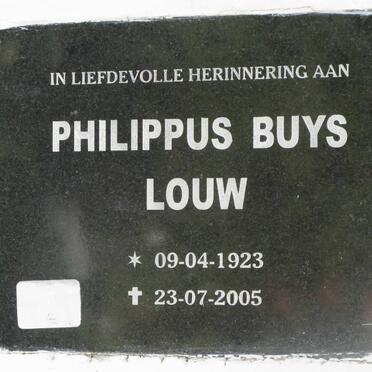 IN LIEFDEVOLLE HERINNERING AAN
PHILIPPUS BUYS
LOUW
* 09-04-1923
✝ 23-07-2005